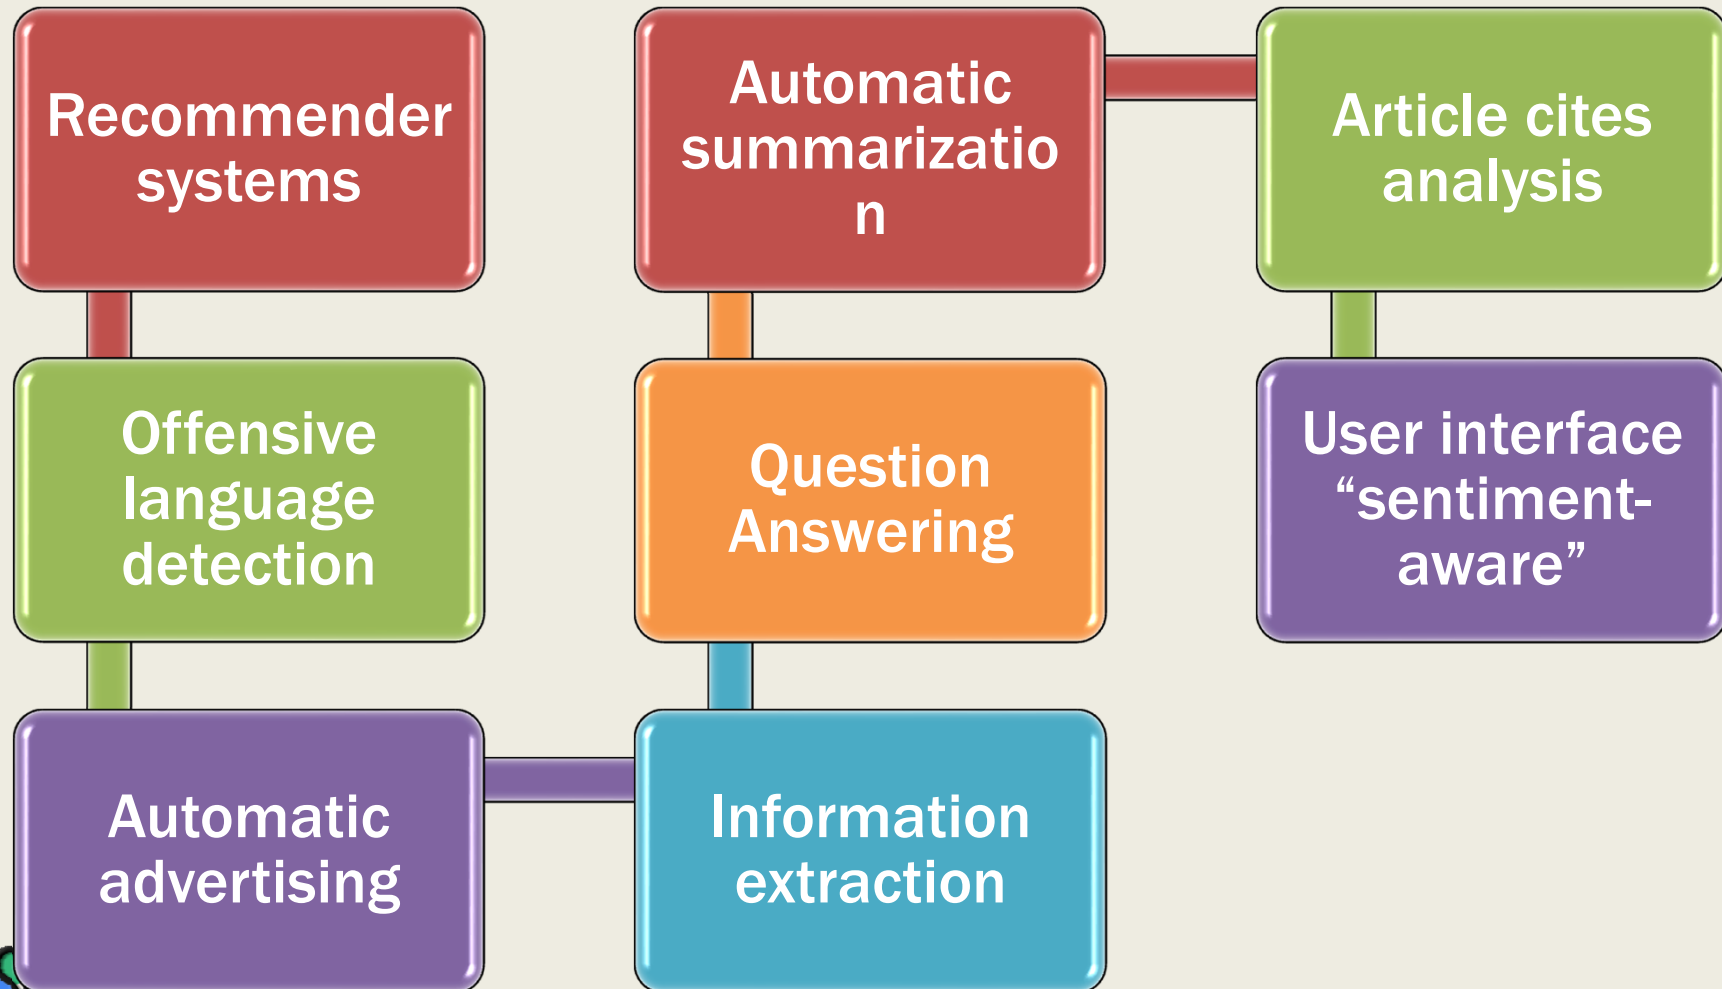 Recommender
systems
Offensive
language
detection
Automatic
advertising
Information
extraction
Question
Answering
Automatic
summarizatio
n
Article cites
analysis
User interface
“sentiment-
aware”